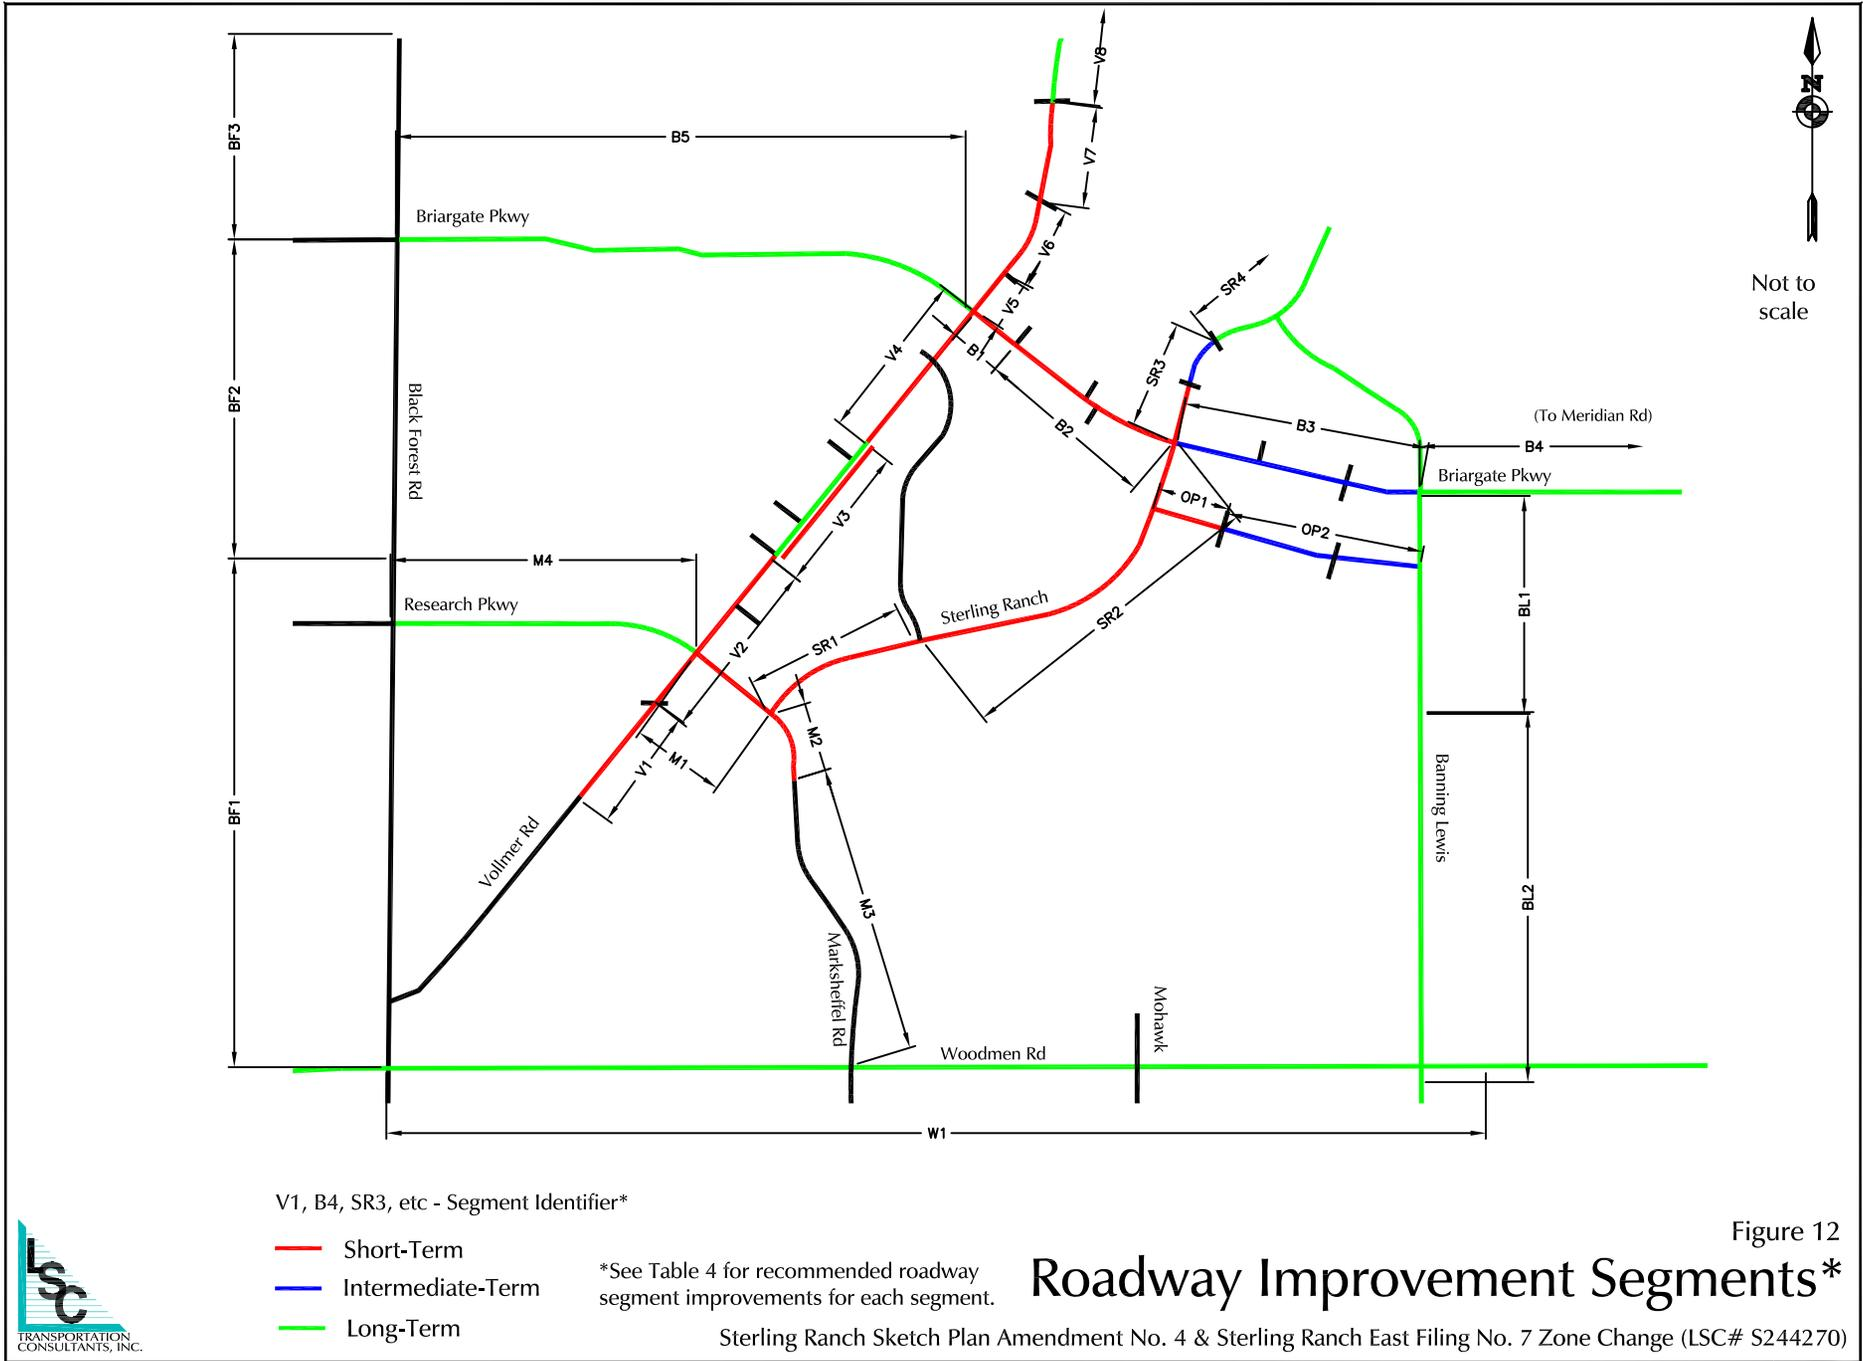 V8
BF3
B5
V7
N
Briargate Pkwy
V6
SR4
V5
Not to
scale
V4
B1
SR3
BF2
Black Forest Rd
B2
B3
(To Meridian Rd)
B4
Briargate Pkwy
OP1
OP2
V3
M4
Research Pkwy
Sterling Ranch
BL1
SR1
SR2
V2
M2
M1
V1
BF1
Banning Lewis
Vollmer Rd
M3
BL2
Marksheffel Rd
Mohawk
Woodmen Rd
W1
V1, B4, SR3, etc - Segment Identifier*
Short-Term
Intermediate-Term
Long-Term
*See Table 4 for recommended roadway
segment improvements for each segment.
Figure 12
Roadway Improvement Segments*
Sterling Ranch Sketch Plan Amendment No. 4 & Sterling Ranch East Filing No. 7 Zone Change (LSC# S244270)
LSC
TRANSPORTATION
CONSULTANTS, INC.